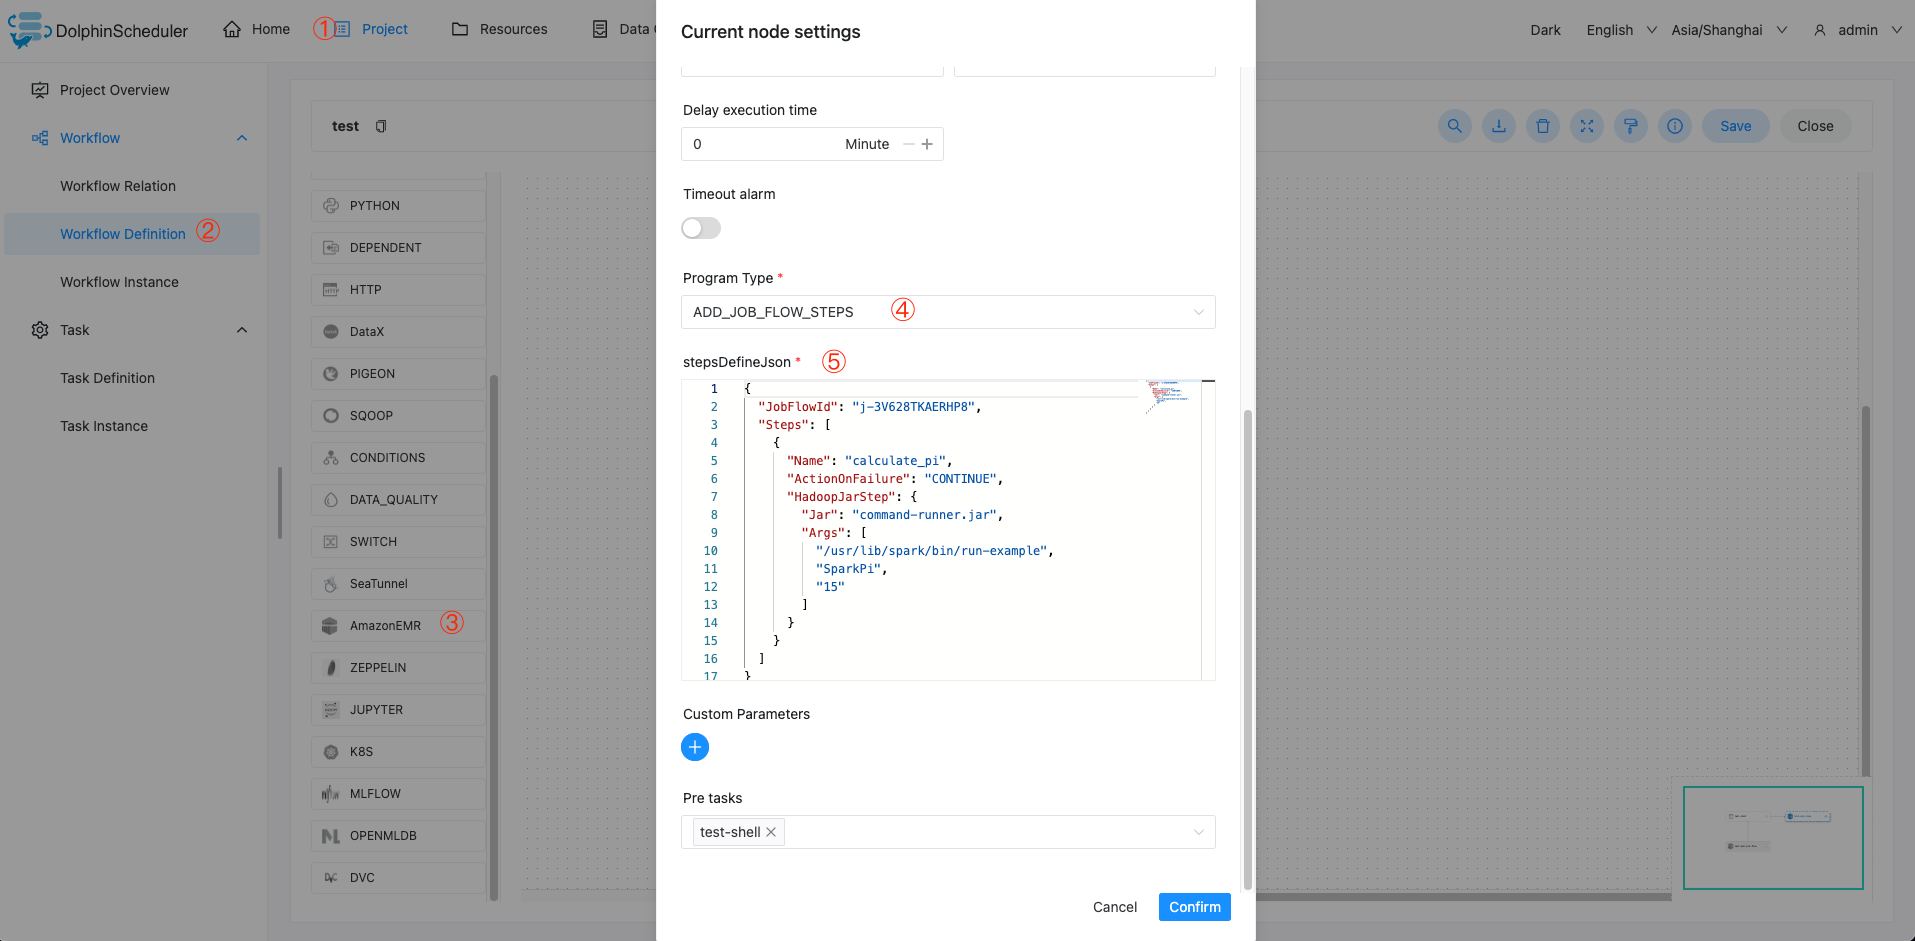 DolphinScheduler
Home
① Project
Resources
Data
Dark
English
Asia/Shanghai
admin
Project Overview
Workflow
Workflow Relation
Workflow Definition ②
Workflow Instance
Task
Task Definition
Task Instance
test
Save
Close
PYTHON
DEPENDENT
HTTP
DataX
PIGEON
SQOOP
CONDITIONS
DATA_QUALITY
SWITCH
SeaTunnel
AmazonEMR ③
ZEPPELIN
JUPYTER
K8S
MLFLOW
OPENMLDB
DVC
Current node settings
Delay execution time
0 Minute
Timeout alarm
Program Type *
ADD_JOB_FLOW_STEPS ④
stepsDefineJson * ⑤
1 {
2 "JobFlowId": "j-3V628TKAERHP8",
3 "Steps": [
4 {
5 "Name": "calculate_pi",
6 "ActionOnFailure": "CONTINUE",
7 "HadoopJarStep": {
8 "Jar": "command-runner.jar",
9 "Args": [
10 "/usr/lib/spark/bin/run-example",
11 "SparkPi",
12 "15"
13 ]
14 }
15 }
16 ]
17 }
Custom Parameters
Pre tasks
test-shell
Cancel
Confirm